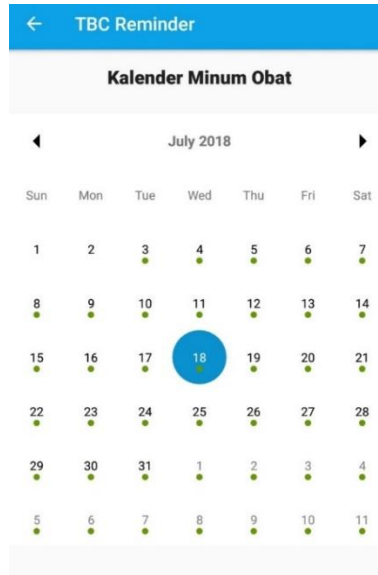 TBC Reminder
Kalender Minum Obat
July 2018
Sun Mon Tue Wed Thu Fri Sat
1 2 3 4 5 6 7
8 9 10 11 12 13 14
15 16 17 18 19 20 21
22 23 24 25 26 27 28
29 30 31 1 2 3 4
5 6 7 8 9 10 11